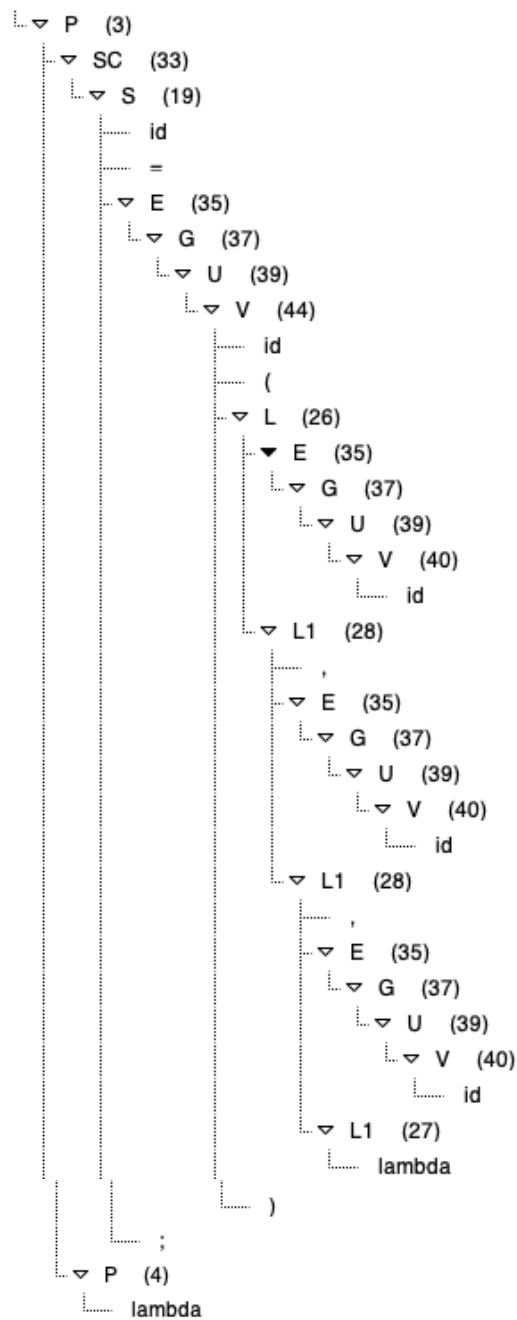 P (3)
SC (33)
S (19)
id
=
E (35)
G (37)
U (39)
V (44)
id
(
L (26)
E (35)
G (37)
U (39)
V (40)
id
L1 (28)
,
E (35)
G (37)
U (39)
V (40)
id
L1 (28)
,
E (35)
G (37)
U (39)
V (40)
id
L1 (27)
lambda
)
;
P (4)
lambda